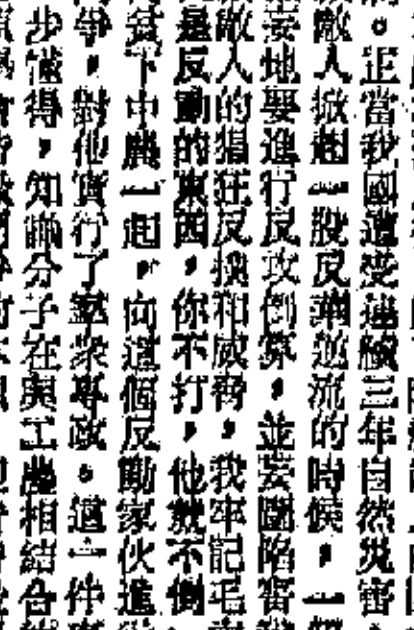 。正當我國遭受連續三年自然災害
敵人掀起一股反華逆流的時候，一
妄地要進行反攻倒算，並妄圖陷害
敵人的猖狂反撲和威脅，我牢記毛
是反動的東西，你不打，他就不倒
貧下中農一起，向這個反動家伙進
爭，對他實行了羣眾專政。這一件
步懂得，知識分子在與工農相結合